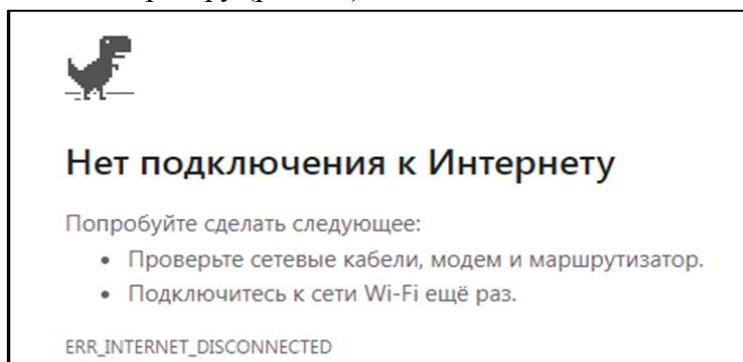 Нет подключения к Интернету
Попробуйте сделать следующее:
• Проверьте сетевые кабели, модем и маршрутизатор.
• Подключитесь к сети Wi-Fi ещё раз.
ERR_INTERNET_DISCONNECTED